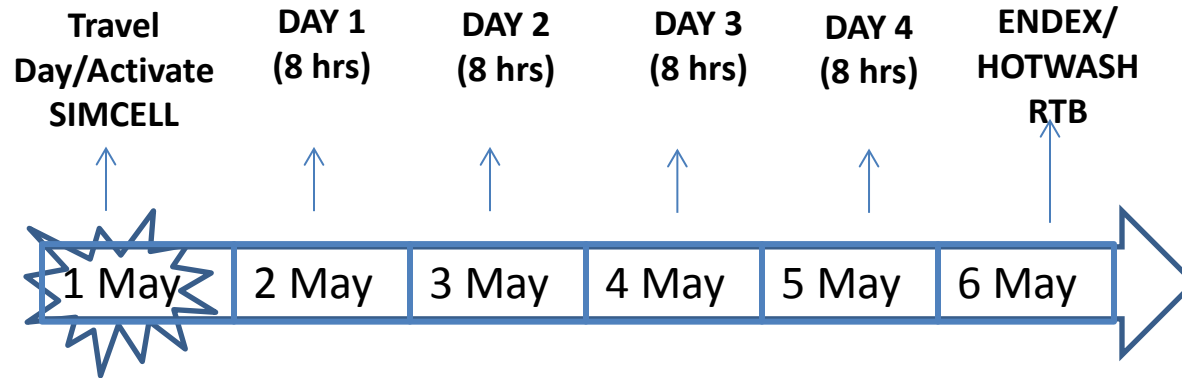 Travel
Day/Activate
SIMCELL
DAY 1
(8 hrs)
DAY 2
(8 hrs)
DAY 3
(8 hrs)
DAY 4
(8 hrs)
ENDEX/
HOTWASH
RTB
1 May
2 May
3 May
4 May
5 May
6 May